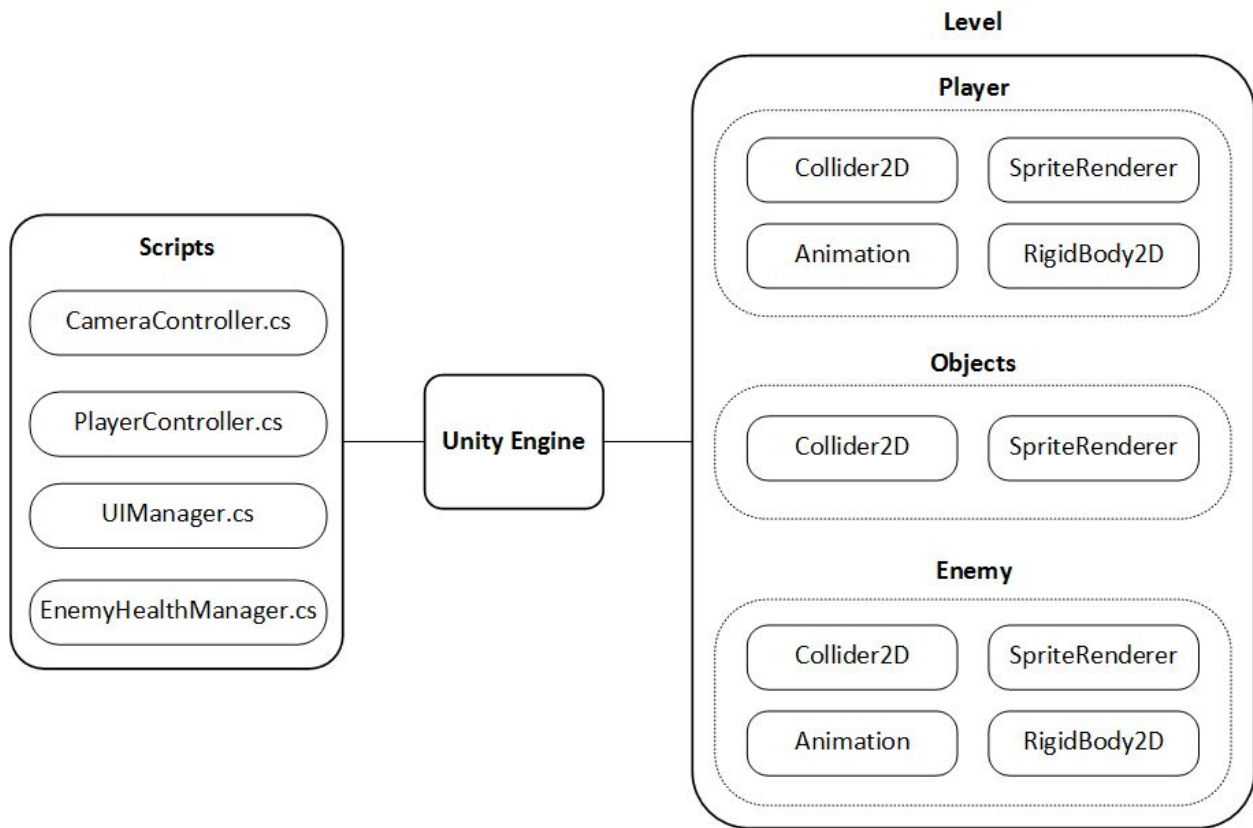 Level
Player
Collider2D
SpriteRenderer
Animation
RigidBody2D
Scripts
CameraController.cs
PlayerController.cs
UIManager.cs
EnemyHealthManager.cs
Unity Engine
Objects
Collider2D
SpriteRenderer
Enemy
Collider2D
SpriteRenderer
Animation
RigidBody2D